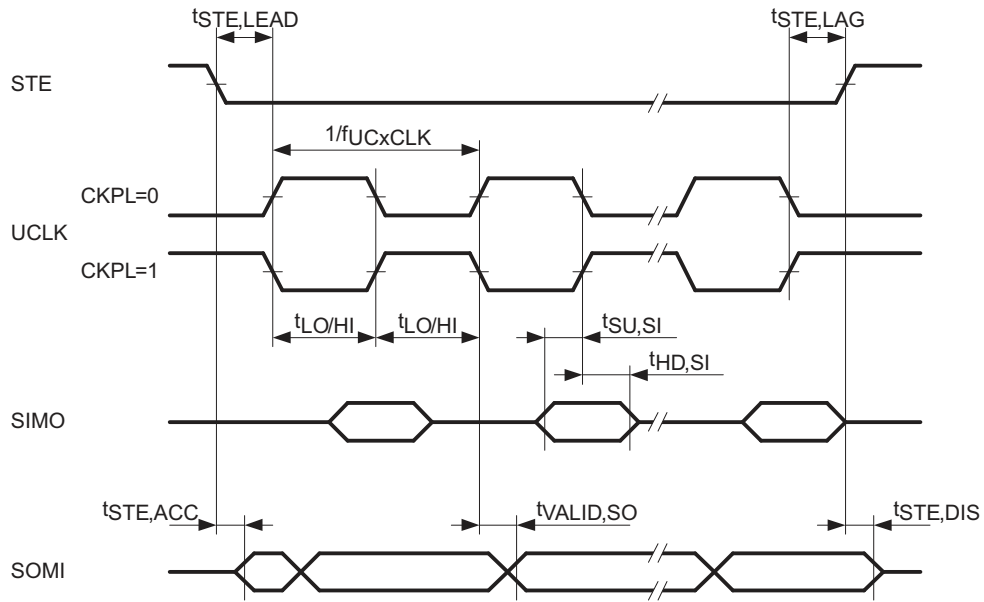 tSTE,LEAD
tSTE,LAG
STE
1/fUCxCLK
CKPL=0
UCLK
CKPL=1
tLO/HI
tLO/HI
tSU,SI
tHD,SI
SIMO
tSTE,ACC
tVALID,SO
tSTE,DIS
SOMI